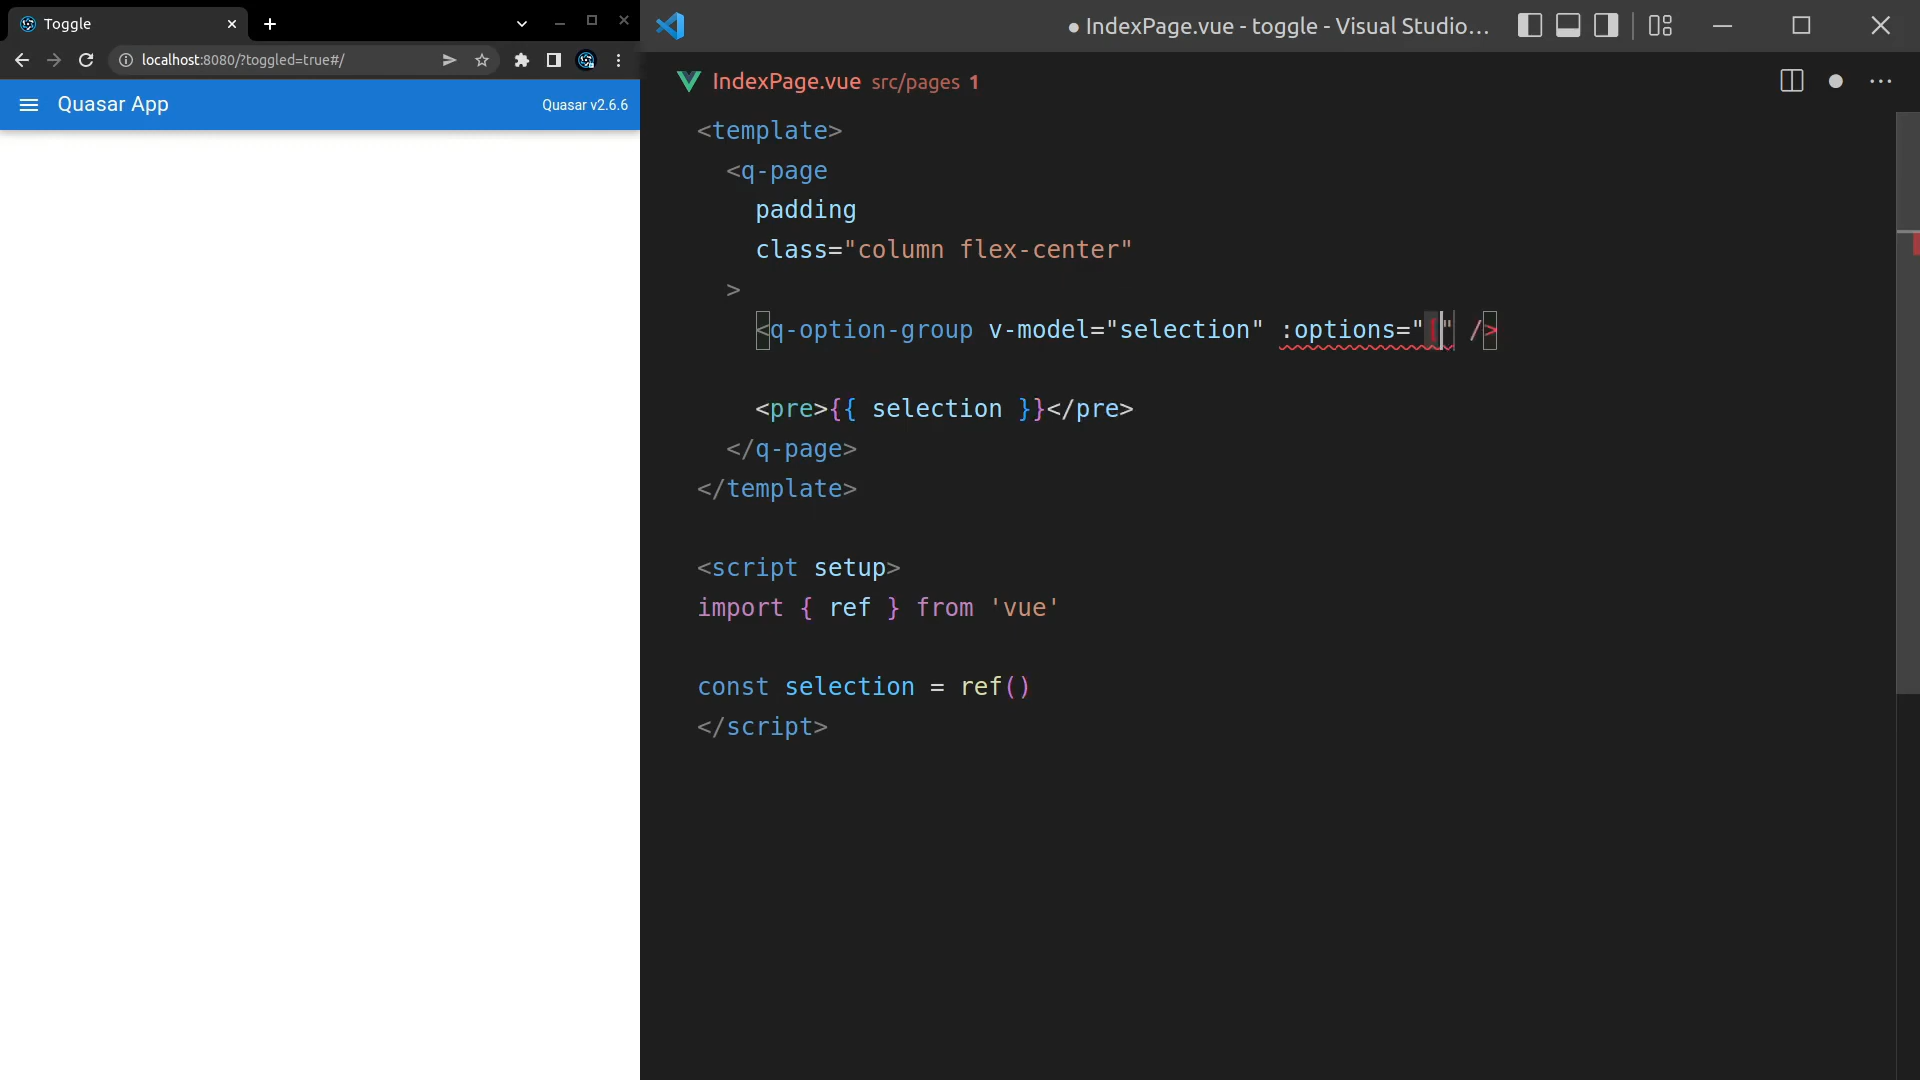 Toggle
localhost:8080/?toggled=true#/
Quasar App
Quasar v2.6.6
● IndexPage.vue - toggle - Visual Studio...
IndexPage.vue src/pages 1
<template>
<q-page
padding
class="column flex-center"
>
<q-option-group v-model="selection" :options="[" />
<pre>{{ selection }}</pre>
</q-page>
</template>
<script setup>
import { ref } from 'vue'
const selection = ref()
</script>